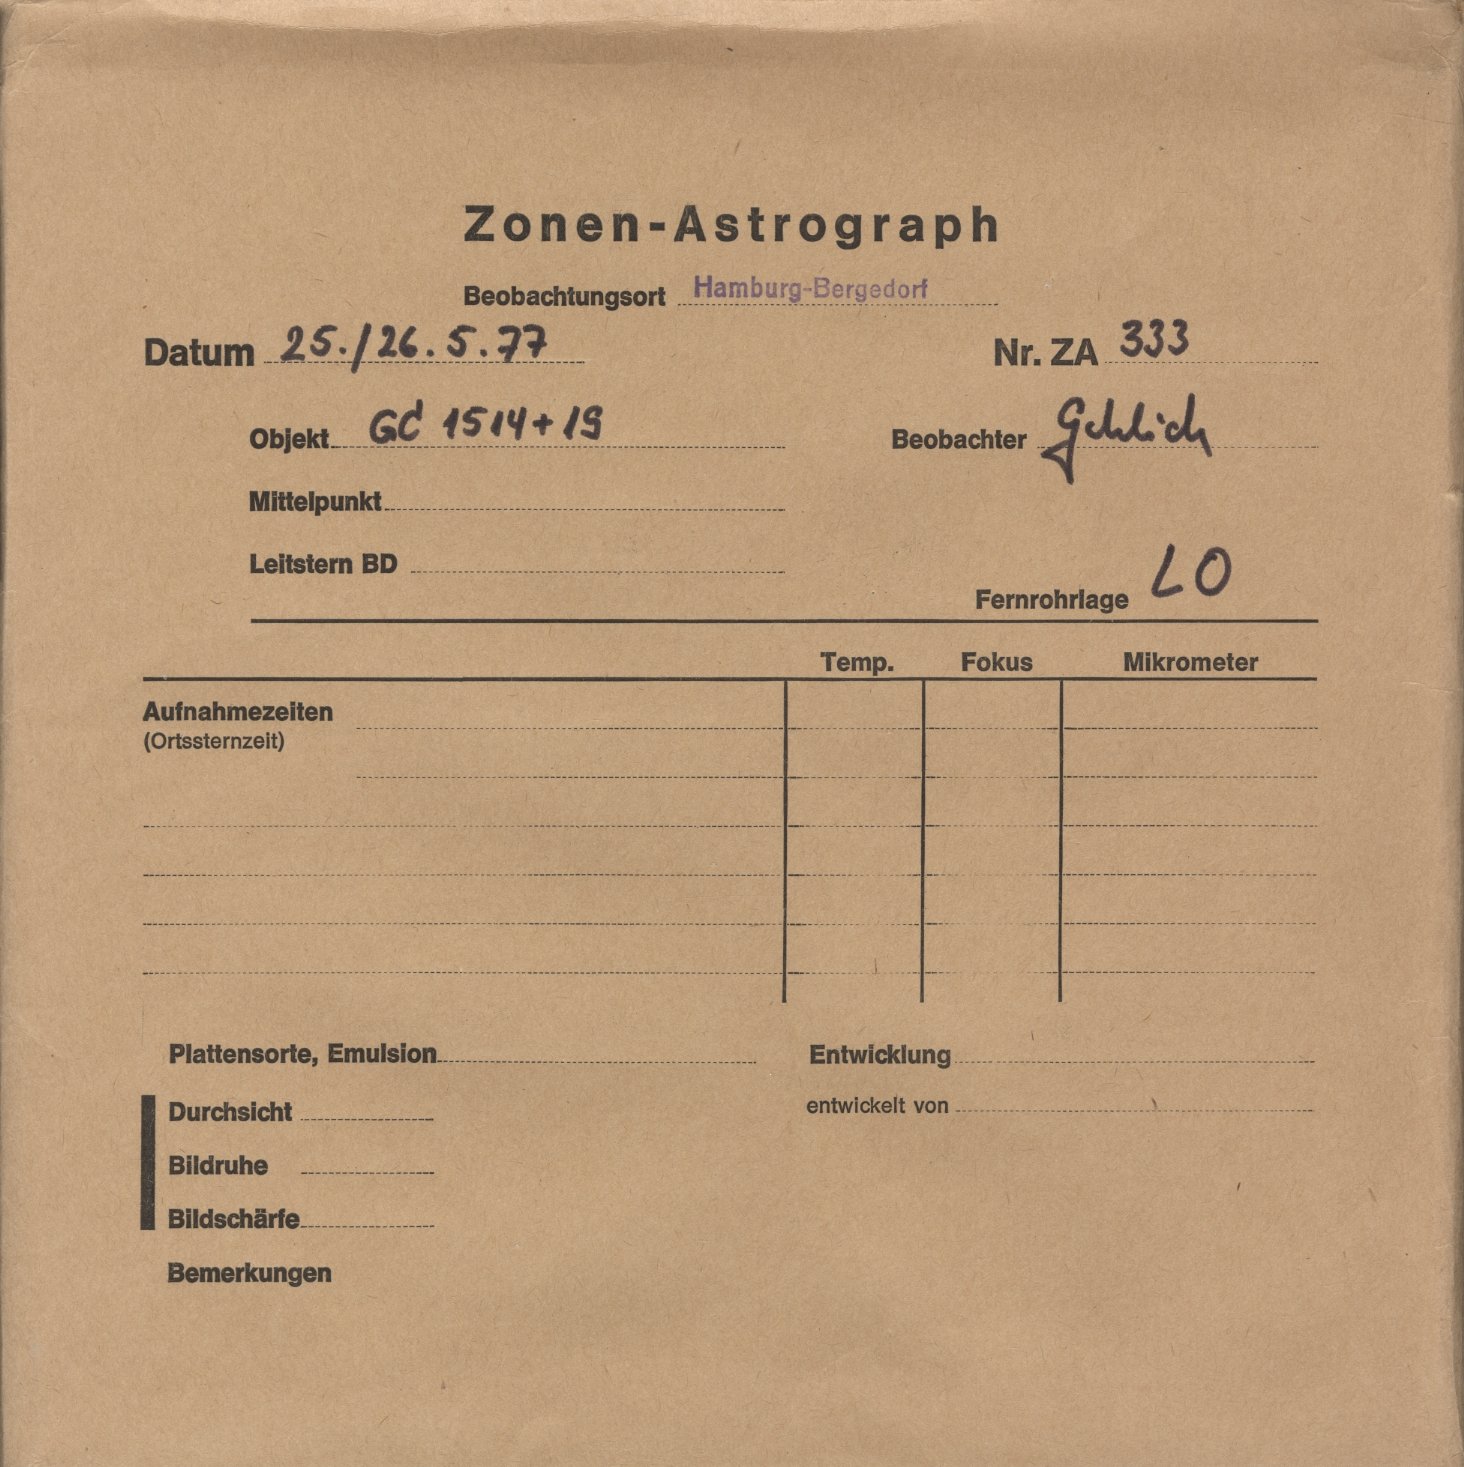 Zonen-Astrograph
Beobachtungsort Hamburg-Bergedorf
Datum 25./26.5.77 Nr. ZA 333
Objekt GC 1514+19 Beobachter
Mittelpunkt
Leitstern BD
Fernrohrlage LO
Temp. Fokus Mikrometer
Aufnahmezeiten
(Ortssternzeit)
Plattensorte, Emulsion Entwicklung
Durchsicht entwickelt von
Bildruhe
Bildschärfe
Bemerkungen